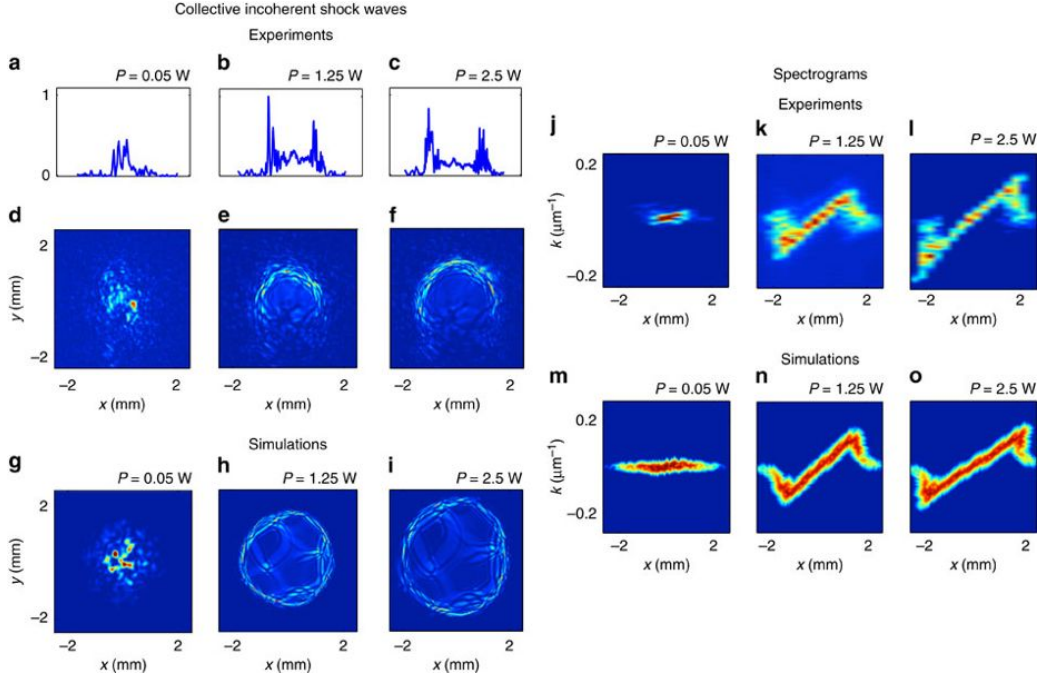 Collective incoherent shock waves
Experiments
a b c
P = 0.05 W P = 1.25 W P = 2.5 W
1
0
d e f
2
y (mm)
–2
–2 2 –2 2 –2 2
x (mm) x (mm) x (mm)
Simulations
g h i
P = 0.05 W P = 1.25 W P = 2.5 W
2
y (mm)
–2
–2 2 –2 2 –2 2
x (mm) x (mm) x (mm)
Spectrograms
Experiments
j k l
P = 0.05 W P = 1.25 W P = 2.5 W
0.2
k (μm⁻¹)
–0.2
–2 2 –2 2 –2 2
x (mm) x (mm) x (mm)
Simulations
m n o
P = 0.05 W P = 1.25 W P = 2.5 W
0.2
k (μm⁻¹)
–0.2
–2 2 –2 2 –2 2
x (mm) x (mm) x (mm)